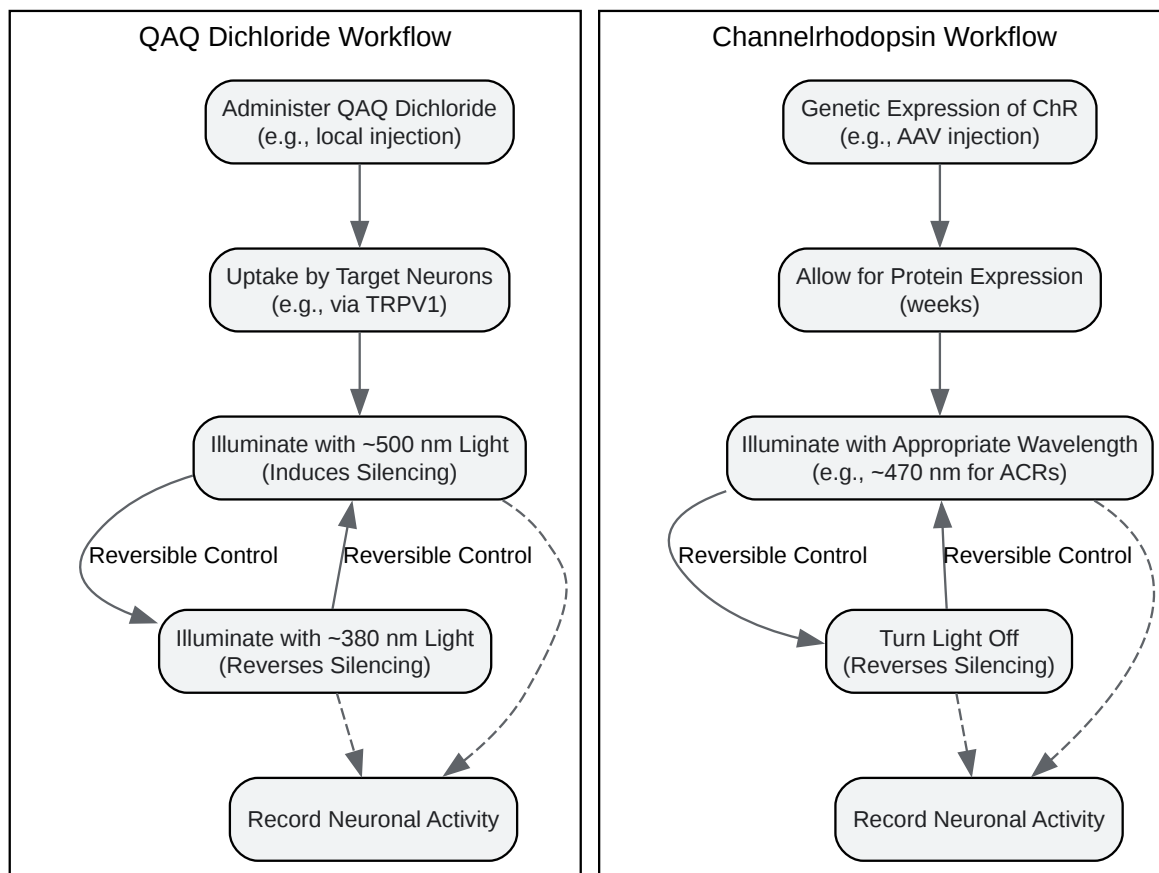 QAQ Dichloride Workflow
Administer QAQ Dichloride
(e.g., local injection)
Uptake by Target Neurons
(e.g., via TRPV1)
Illuminate with ~500 nm Light
(Induces Silencing)
Reversible Control
Reversible Control
Illuminate with ~380 nm Light
(Reverses Silencing)
Record Neuronal Activity
Channelrhodopsin Workflow
Genetic Expression of ChR
(e.g., AAV injection)
Allow for Protein Expression
(weeks)
Illuminate with Appropriate Wavelength
(e.g., ~470 nm for ACRs)
Reversible Control
Reversible Control
Turn Light Off
(Reverses Silencing)
Record Neuronal Activity